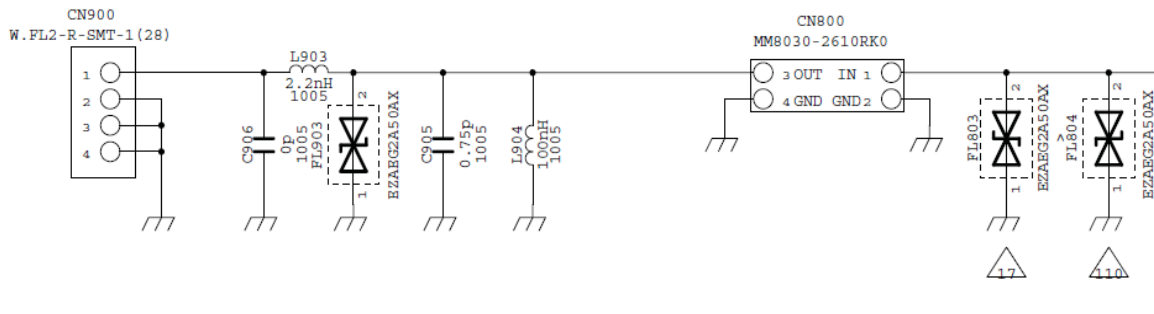 CN900
W.FL2-R-SMT-1(28)
1
2
3
4
L903
2.2nH
1005
C906
0p
1005
FL903
2
1
EZAEG2A50AX
C905
0.75p
1005
L904
100nH
1005
CN800
MM8030-2610RK0
3 OUT IN 1
4 GND GND 2
FL803
2
1
EZAEG2A50AX
17
FL804
>
2
1
EZAEG2A50AX
110